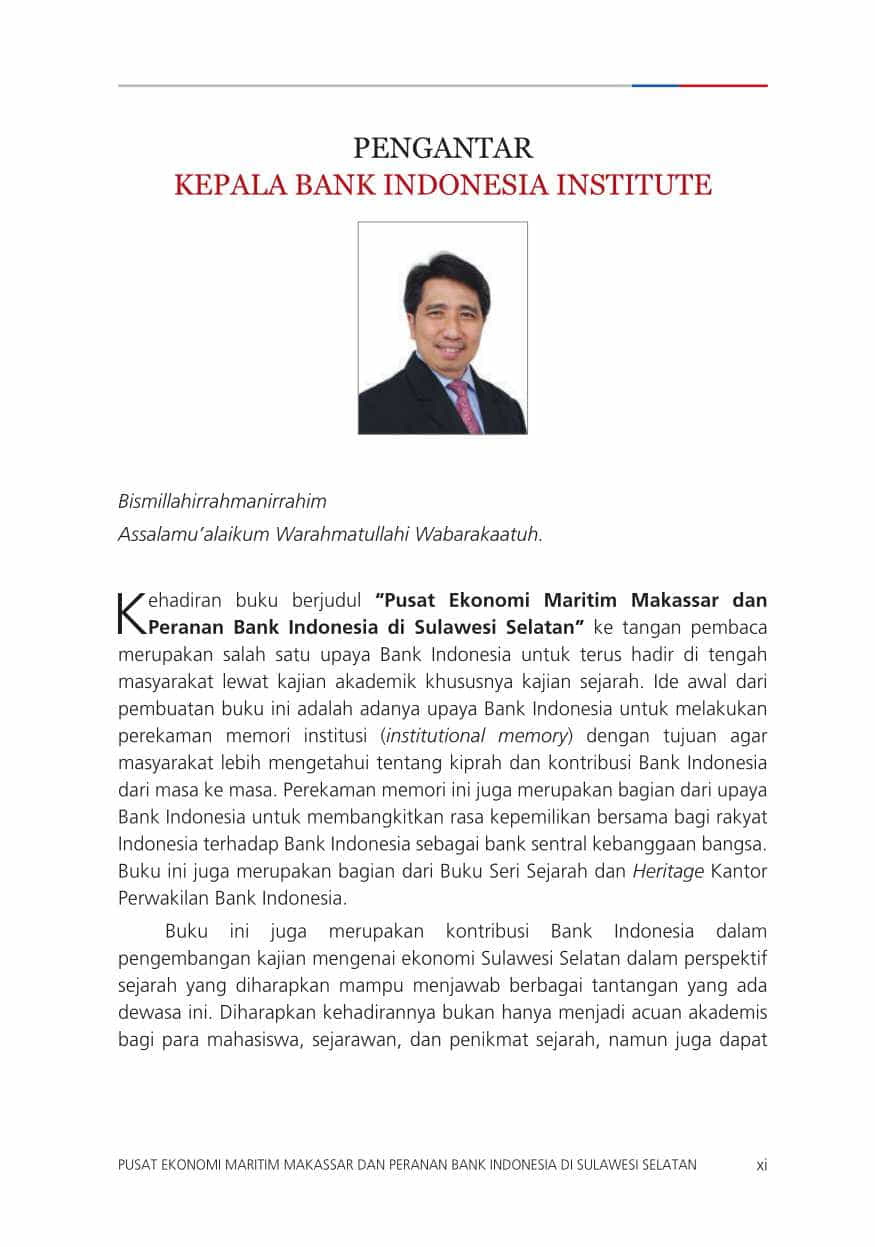 PENGANTAR
KEPALA BANK INDONESIA INSTITUTE
Bismillahirrahmanirrahim
Assalamu’alaikum Warahmatullahi Wabarakaatuh.
Kehadiran buku berjudul “Pusat Ekonomi Maritim Makassar dan
Peranan Bank Indonesia di Sulawesi Selatan” ke tangan pembaca
merupakan salah satu upaya Bank Indonesia untuk terus hadir di tengah
masyarakat lewat kajian akademik khususnya kajian sejarah. Ide awal dari
pembuatan buku ini adalah adanya upaya Bank Indonesia untuk melakukan
perekaman memori institusi (institutional memory) dengan tujuan agar
masyarakat lebih mengetahui tentang kiprah dan kontribusi Bank Indonesia
dari masa ke masa. Perekaman memori ini juga merupakan bagian dari upaya
Bank Indonesia untuk membangkitkan rasa kepemilikan bersama bagi rakyat
Indonesia terhadap Bank Indonesia sebagai bank sentral kebanggaan bangsa.
Buku ini juga merupakan bagian dari Buku Seri Sejarah dan Heritage Kantor
Perwakilan Bank Indonesia.
Buku ini juga merupakan kontribusi Bank Indonesia dalam
pengembangan kajian mengenai ekonomi Sulawesi Selatan dalam perspektif
sejarah yang diharapkan mampu menjawab berbagai tantangan yang ada
dewasa ini. Diharapkan kehadirannya bukan hanya menjadi acuan akademis
bagi para mahasiswa, sejarawan, dan penikmat sejarah, namun juga dapat
PUSAT EKONOMI MARITIM MAKASSAR DAN PERANAN BANK INDONESIA DI SULAWESI SELATAN xi